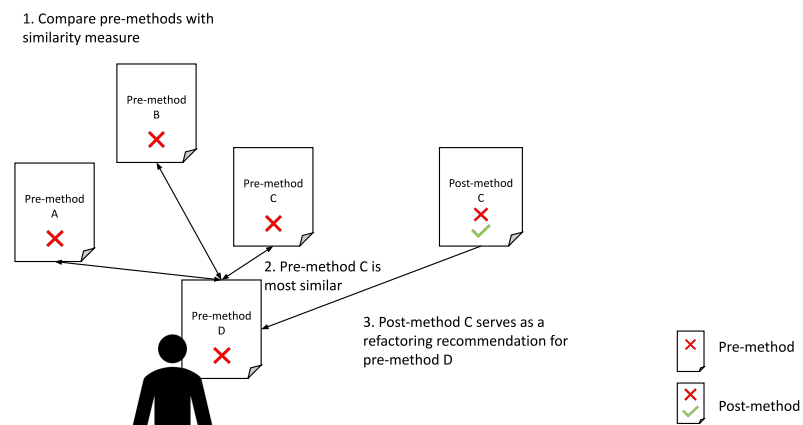 1. Compare pre-methods with
similarity measure
Pre-method
B
Pre-method
A
Pre-method
C
Post-method
C
2. Pre-method C is
most similar
Pre-method
D
3. Post-method C serves as a
refactoring recommendation for
pre-method D
Pre-method
Post-method